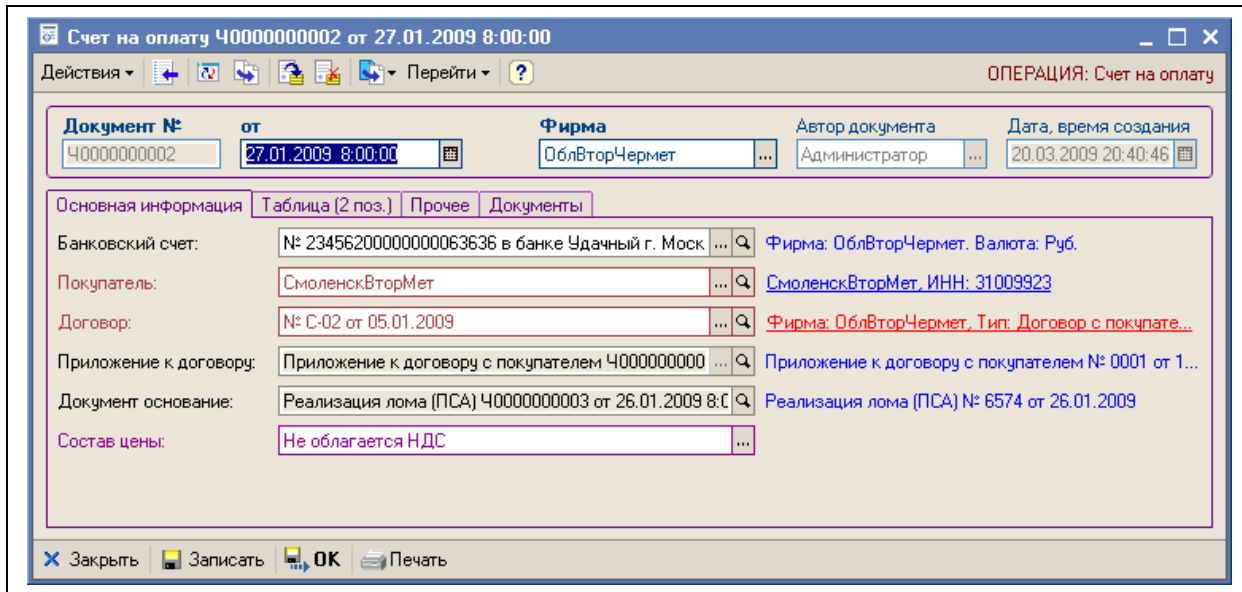 Счет на оплату Ч0000000002 от 27.01.2009 8:00:00
Действия Перейти ? ОПЕРАЦИЯ: Счет на оплату
Документ № от Фирма Автор документа Дата, время создания
Ч0000000002 27.01.2009 8:00:00 ОблВторЧермет ... Администратор ... 20.03.2009 20:40:46
Основная информация Таблица (2 поз.) Прочее Документы
Банковский счет: № 23456200000000063636 в банке Удачный г. Моск ... Фирма: ОблВторЧермет. Валюта: Руб.
Покупатель: СмоленскВторМет ... СмоленскВторМет, ИНН: 31009923
Договор: № С-02 от 05.01.2009 ... Фирма: ОблВторЧермет, Тип: Договор с покупате...
Приложение к договору: Приложение к договору с покупателем Ч000000000 ... Приложение к договору с покупателем № 0001 от 1...
Документ основание: Реализация лома (ПСА) Ч0000000003 от 26.01.2009 8:0 Реализация лома (ПСА) № 6574 от 26.01.2009
Состав цены: Не облагается НДС ...
Закрыть Записать OK Печать